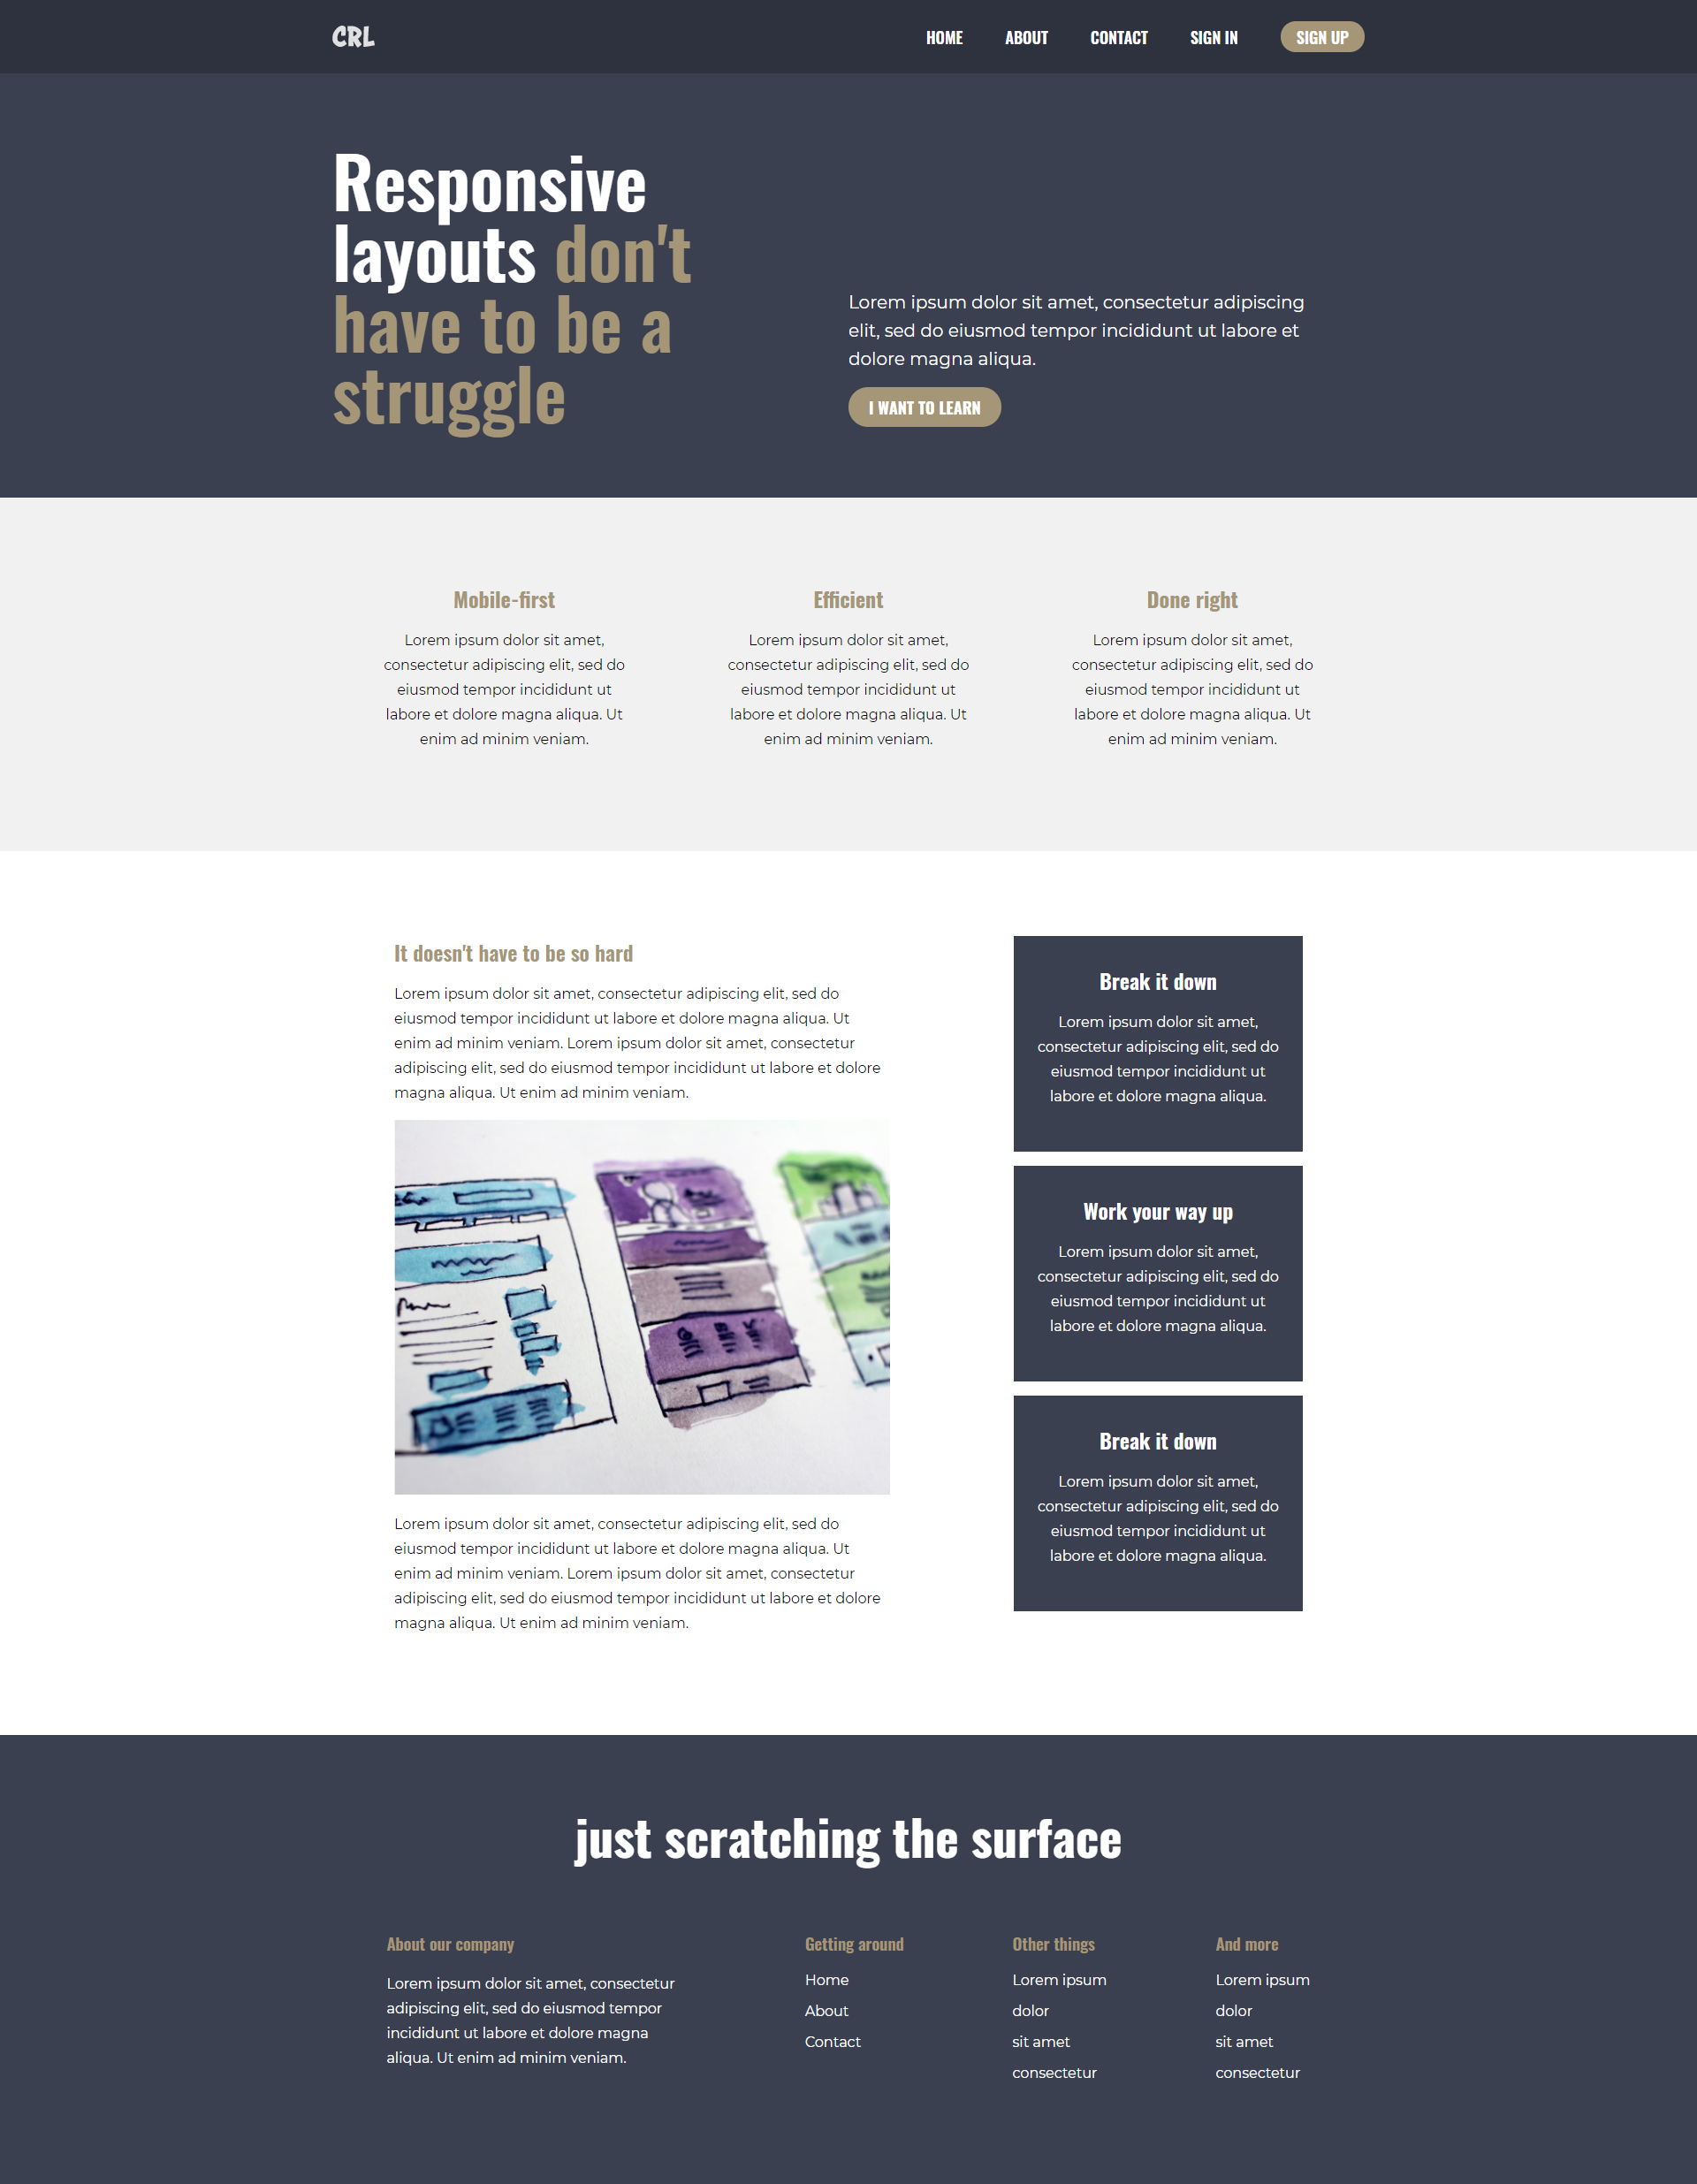 CRL
HOME ABOUT CONTACT SIGN IN SIGN UP
Responsive
layouts don't
have to be a
struggle
Lorem ipsum dolor sit amet, consectetur adipiscing
elit, sed do eiusmod tempor incididunt ut labore et
dolore magna aliqua.
I WANT TO LEARN
Mobile-first
Lorem ipsum dolor sit amet,
consectetur adipiscing elit, sed do
eiusmod tempor incididunt ut
labore et dolore magna aliqua. Ut
enim ad minim veniam.
Efficient
Lorem ipsum dolor sit amet,
consectetur adipiscing elit, sed do
eiusmod tempor incididunt ut
labore et dolore magna aliqua. Ut
enim ad minim veniam.
Done right
Lorem ipsum dolor sit amet,
consectetur adipiscing elit, sed do
eiusmod tempor incididunt ut
labore et dolore magna aliqua. Ut
enim ad minim veniam.
It doesn't have to be so hard
Lorem ipsum dolor sit amet, consectetur adipiscing elit, sed do
eiusmod tempor incididunt ut labore et dolore magna aliqua. Ut
enim ad minim veniam. Lorem ipsum dolor sit amet, consectetur
adipiscing elit, sed do eiusmod tempor incididunt ut labore et dolore
magna aliqua. Ut enim ad minim veniam.
Lorem ipsum dolor sit amet, consectetur adipiscing elit, sed do
eiusmod tempor incididunt ut labore et dolore magna aliqua. Ut
enim ad minim veniam. Lorem ipsum dolor sit amet, consectetur
adipiscing elit, sed do eiusmod tempor incididunt ut labore et dolore
magna aliqua. Ut enim ad minim veniam.
Break it down
Lorem ipsum dolor sit amet,
consectetur adipiscing elit, sed do
eiusmod tempor incididunt ut
labore et dolore magna aliqua.
Work your way up
Lorem ipsum dolor sit amet,
consectetur adipiscing elit, sed do
eiusmod tempor incididunt ut
labore et dolore magna aliqua.
Break it down
Lorem ipsum dolor sit amet,
consectetur adipiscing elit, sed do
eiusmod tempor incididunt ut
labore et dolore magna aliqua.
just scratching the surface
About our company
Lorem ipsum dolor sit amet, consectetur
adipiscing elit, sed do eiusmod tempor
incididunt ut labore et dolore magna
aliqua. Ut enim ad minim veniam.
Getting around
Home
About
Contact
Other things
Lorem ipsum
dolor
sit amet
consectetur
And more
Lorem ipsum
dolor
sit amet
consectetur